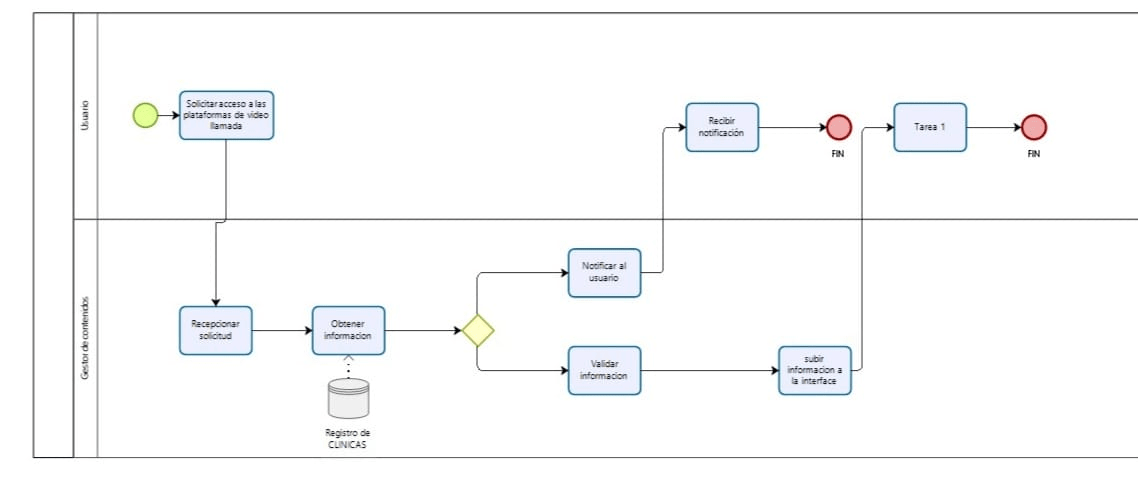 Usuario
Solicitar acceso a las
plataformas de video
llamada
Recibir
notificación
FIN
Tarea 1
FIN
Gestor de contenidos
Recepcionar
solicitud
Obtener
informacion
Registro de
CLINICAS
Notificar al
usuario
Validar
informacion
subir
informacion a
la interface